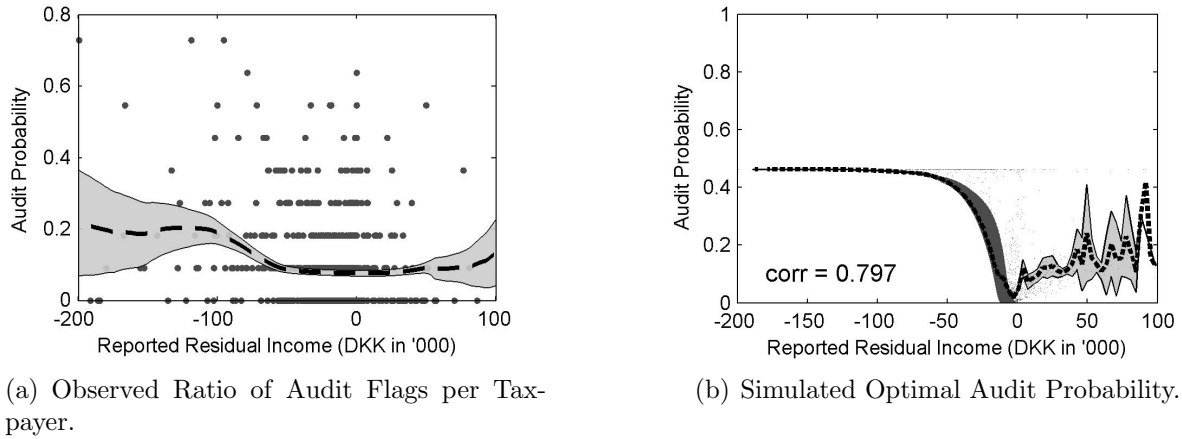 0.8
0.6
0.4
0.2
0
Audit Probability
-200 -100 0 100
Reported Residual Income (DKK in '000)
(a) Observed Ratio of Audit Flags per Tax-
payer.
1
0.8
0.6
0.4
0.2
0
Audit Probability
corr = 0.797
-200 -150 -100 -50 0 50 100
Reported Residual Income (DKK in '000)
(b) Simulated Optimal Audit Probability.